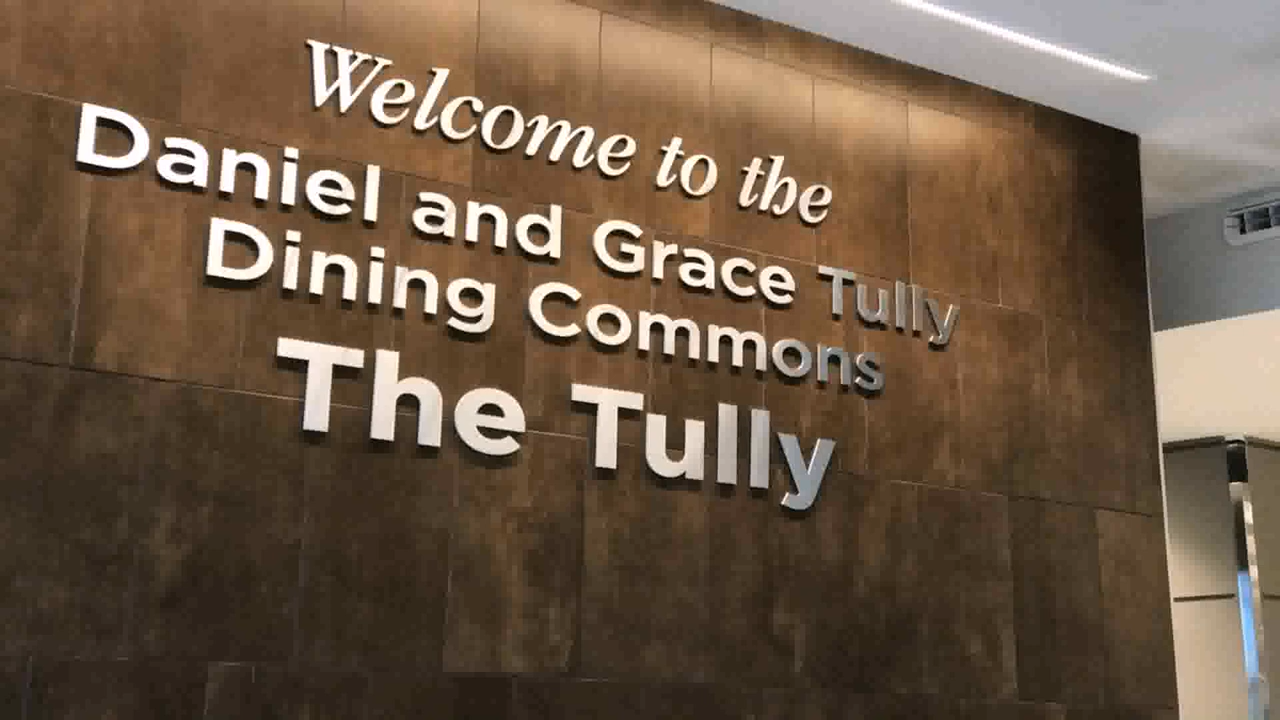 Welcome to the
Daniel and Grace Tully
Dining Commons
The Tully